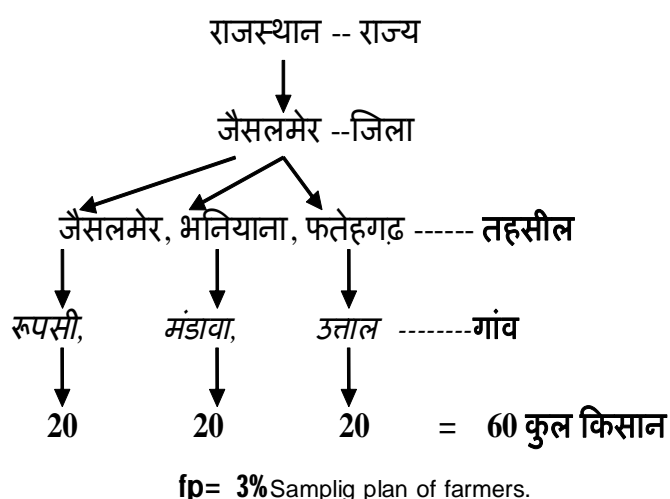 राजस्थान -- राज्य
जैसलमेर --जिला
जैसलमेर, भनियाना, फतेहगढ़ ------ तहसील
रूपसी, मंडावा, उत्ताल --------गांव
20 20 20 = 60 कुल किसान
fp= 3% Samplig plan of farmers.